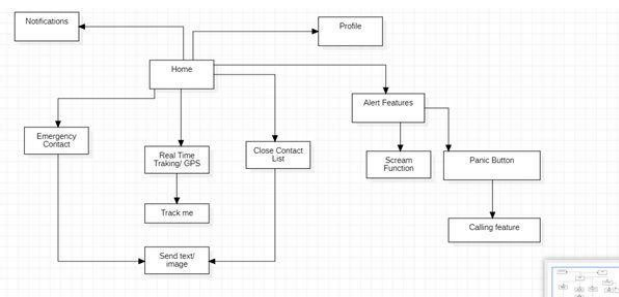 Notifications
Profile
Home
Alert Features
Emergency
Contact
Real Time
Traking/ GPS
Close Contact
List
Scream
Function
Panic Button
Track me
Calling feature
Send text/
image